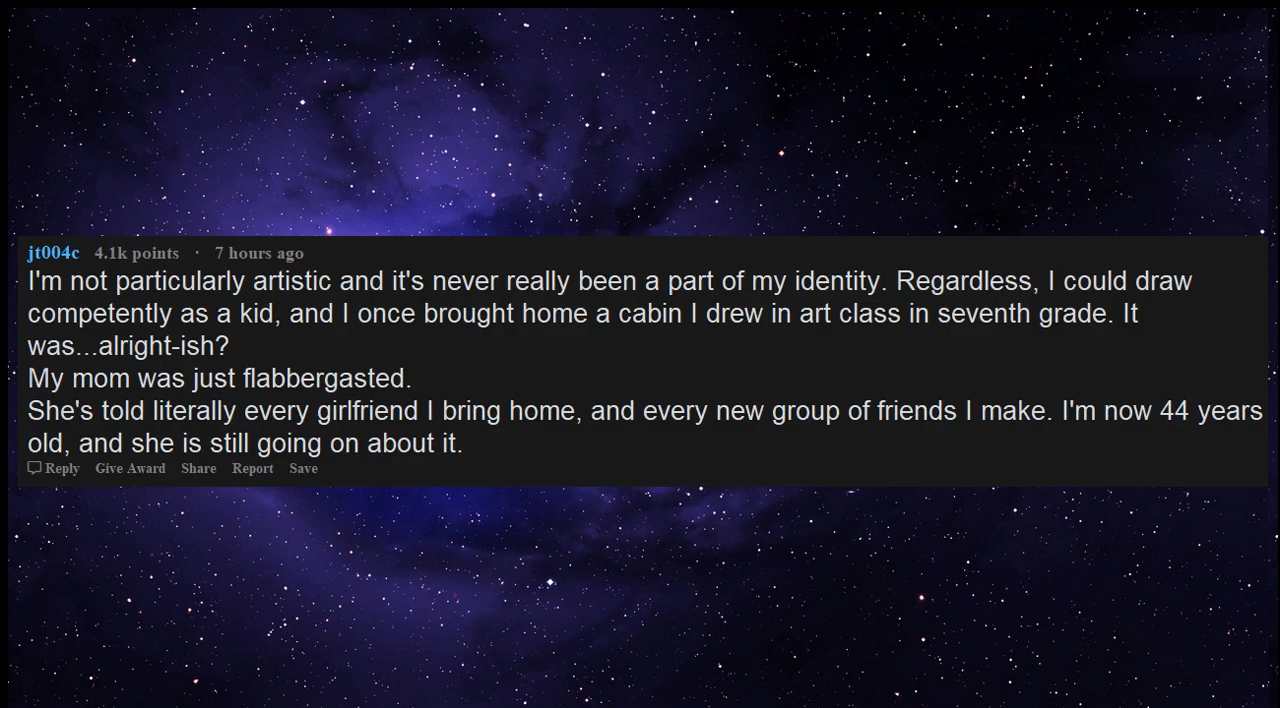 jt004c 4.1k points · 7 hours ago
I'm not particularly artistic and it's never really been a part of my identity. Regardless, I could draw
competently as a kid, and I once brought home a cabin I drew in art class in seventh grade. It
was...alright-ish?
My mom was just flabbergasted.
She's told literally every girlfriend I bring home, and every new group of friends I make. I'm now 44 years
old, and she is still going on about it.
Reply Give Award Share Report Save